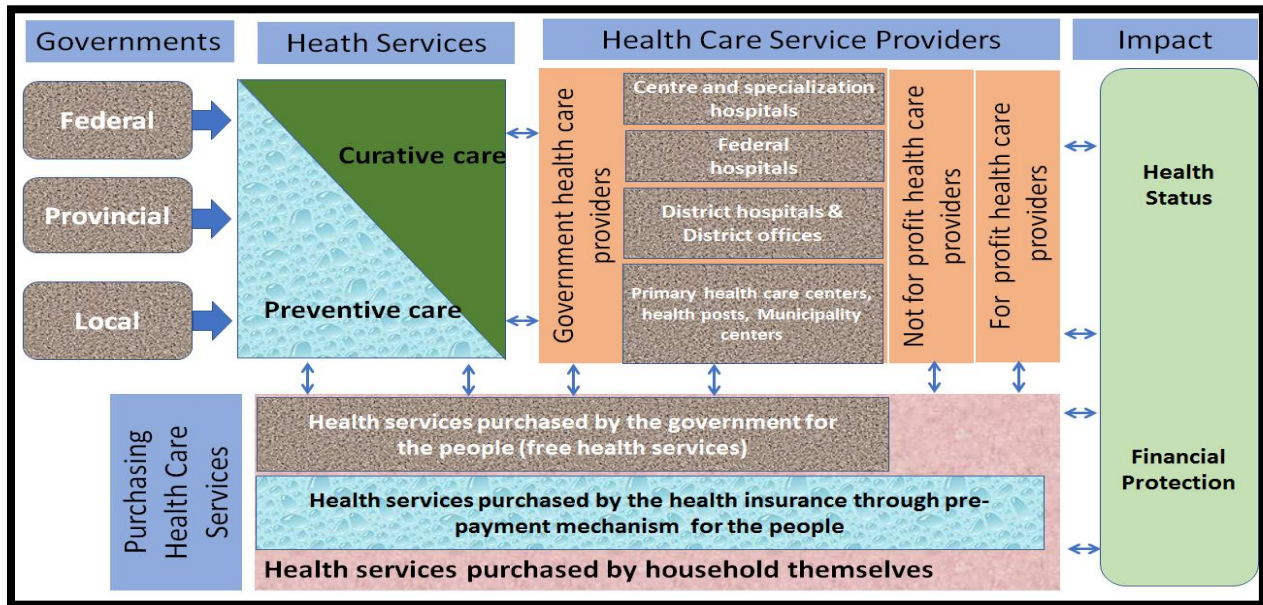 Governments
Heath Services
Health Care Service Providers
Impact
Federal
Provincial
Local
Curative care
Preventive care
Government health care
providers
Centre and specialization
hospitals
Federal
hospitals
District hospitals &
District offices
Primary health care centers,
health posts, Municipality
centers
Not for profit health care
providers
For profit health care
providers
Health
Status
Financial
Protection
Purchasing
Health Care
Services
Health services purchased by the government for
the people (free health services)
Health services purchased by the health insurance through pre-
payment mechanism for the people
Health services purchased by household themselves